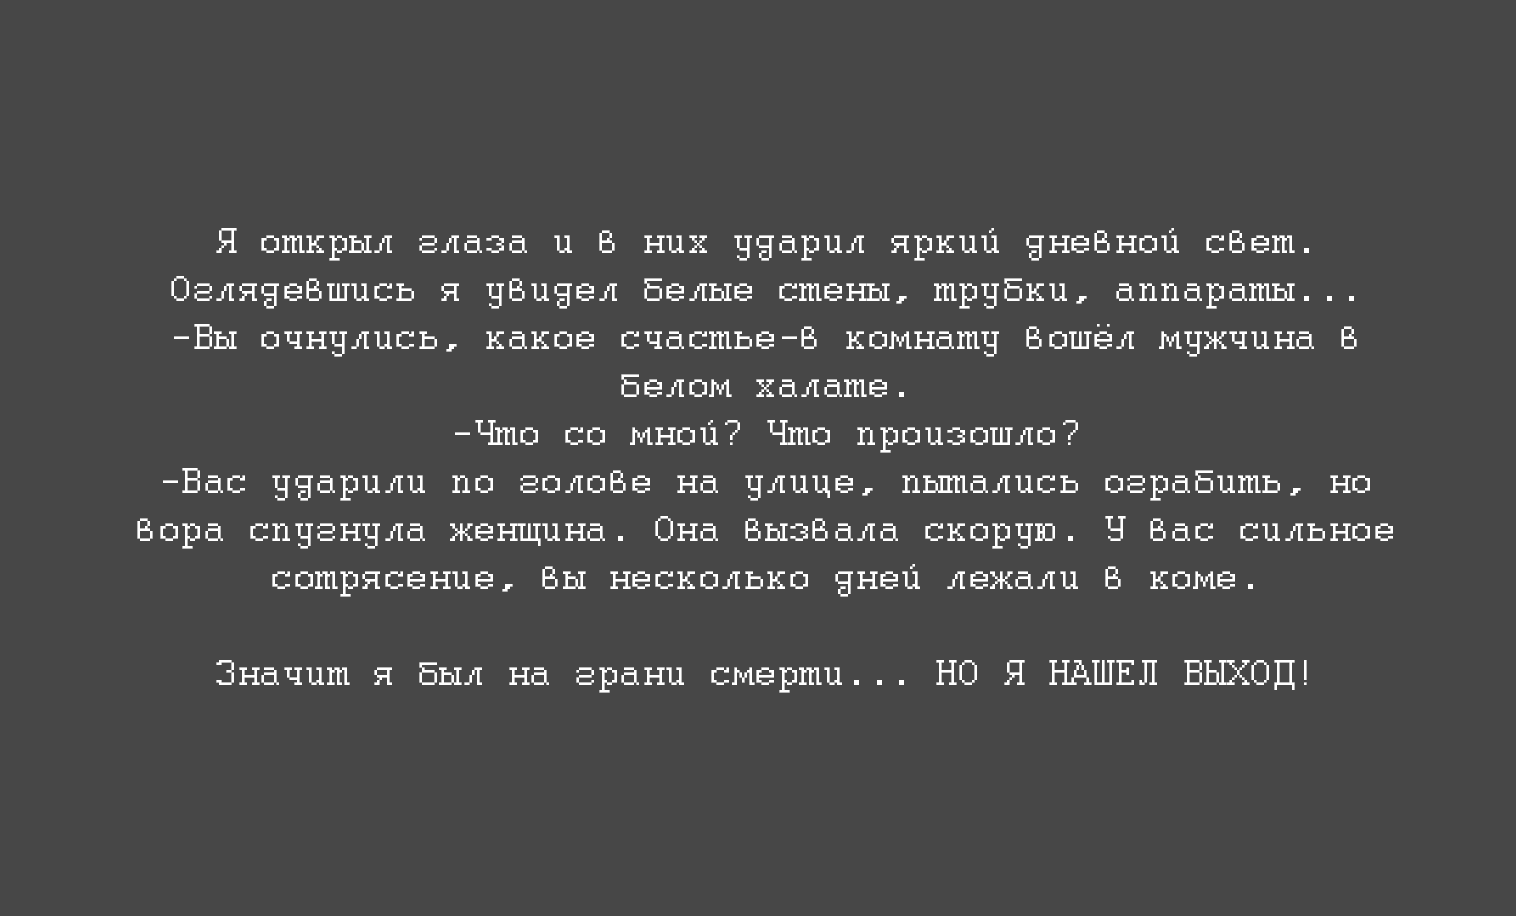 Я открыл глаза и в них ударил яркий дневной свет.
Оглядевшись я увидел белые стены, трубки, аппараты...
-Вы очнулись, какое счастье-в комнату вошёл мужчина в
белом халате.
-Что со мной? Что произошло?
-Вас ударили по голове на улице, пытались ограбить, но
вора спугнула женщина. Она вызвала скорую. У вас сильное
сотрясение, вы несколько дней лежали в коме.
Значит я был на грани смерти... НО Я НАШЕЛ ВЫХОД!